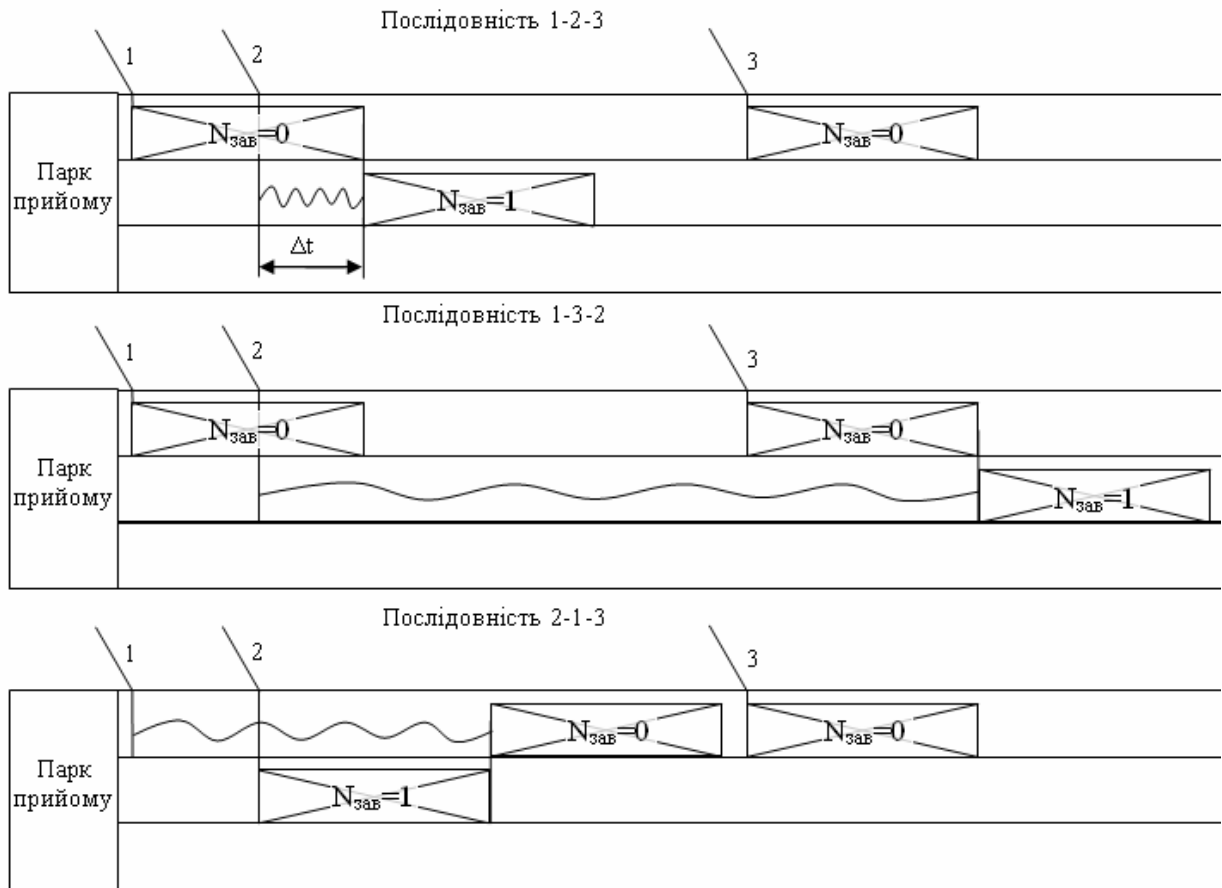 Послідовність 1-2-3
1
2
3
Nзав=0
Nзав=0
Парк
прийому
Nзав=1
Δt
Послідовність 1-3-2
1
2
3
Nзав=0
Nзав=0
Парк
прийому
Nзав=1
Послідовність 2-1-3
1
2
3
Nзав=0
Nзав=0
Парк
прийому
Nзав=1